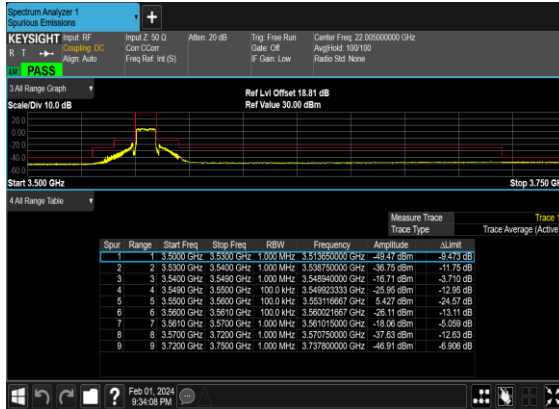 Spectrum Analyzer 1
Spurious Emissions
KEYSIGHT Input: RF Input Z: 50 Ω Atten: 20 dB Trig: Free Run Center Freq: 22.005000000 GHz
R T Coupling: DC Corr CCorr Gate: Off Avg|Hold: 100/100
Align: Auto Freq Ref: Int (S) IF Gain: Low Radio Std: None
PASS
3 All Range Graph
Scale/Div 10.0 dB Ref Lvl Offset 18.81 dB
Ref Value 30.00 dBm
20.0
0.00
-20.0
-40.0
-60.0
Start 3.500 GHz Stop 3.750 GH
4 All Range Table
Measure Trace Trace 1
Trace Type Trace Average (Active
Spur Range Start Freq Stop Freq RBW Frequency Amplitude ΔLimit
1 1 3.5000 GHz 3.5300 GHz 1.000 MHz 3.513650000 GHz -49.47 dBm -9.473 dB
2 2 3.5300 GHz 3.5400 GHz 1.000 MHz 3.538750000 GHz -36.75 dBm -11.75 dB
3 3 3.5400 GHz 3.5490 GHz 1.000 MHz 3.548940000 GHz -16.71 dBm -3.710 dB
4 4 3.5490 GHz 3.5500 GHz 100.0 kHz 3.549923333 GHz -25.95 dBm -12.95 dB
5 5 3.5500 GHz 3.5600 GHz 100.0 kHz 3.553116667 GHz 5.427 dBm -24.57 dB
6 6 3.5600 GHz 3.5610 GHz 100.0 kHz 3.560021667 GHz -26.11 dBm -13.11 dB
7 7 3.5610 GHz 3.5700 GHz 1.000 MHz 3.561015000 GHz -18.06 dBm -5.059 dB
8 8 3.5700 GHz 3.7200 GHz 1.000 MHz 3.570750000 GHz -37.63 dBm -12.63 dB
9 9 3.7200 GHz 3.7500 GHz 1.000 MHz 3.737800000 GHz -46.91 dBm -6.906 dB
Feb 01, 2024
9:34:08 PM